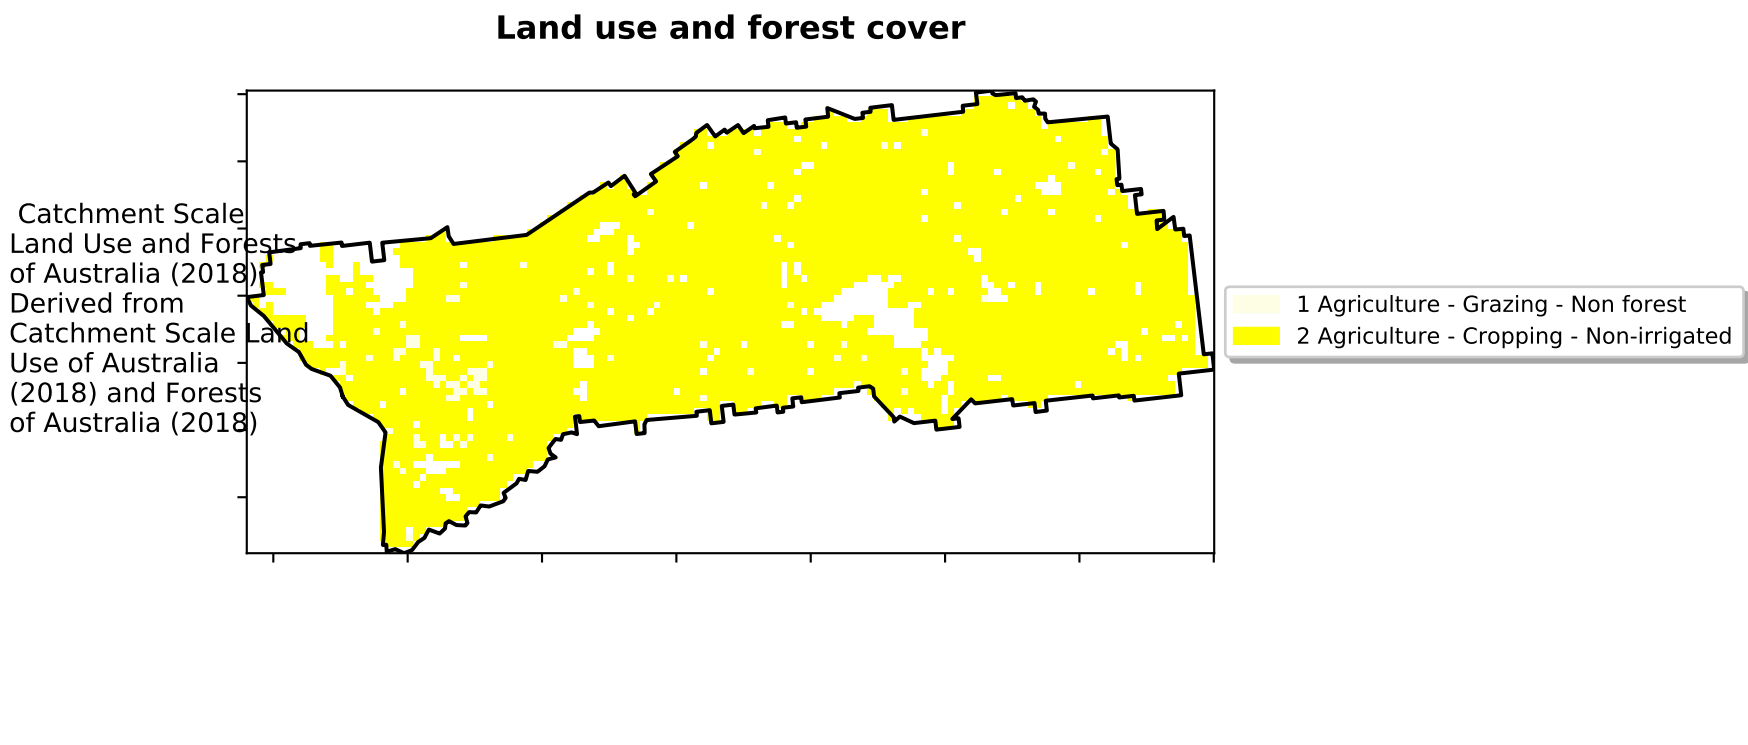 Land use and forest cover
Catchment Scale
Land Use and Forests
of Australia (2018)
Derived from
Catchment Scale Land
Use of Australia
(2018) and Forests
of Australia (2018)
1 Agriculture - Grazing - Non forest
2 Agriculture - Cropping - Non-irrigated